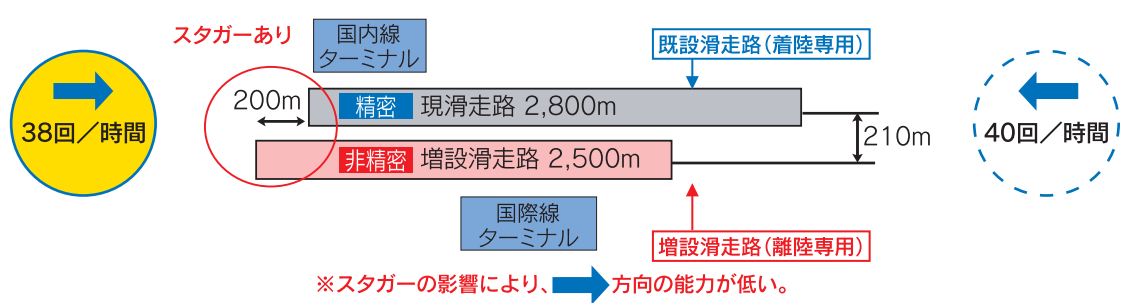 スタガーあり
国内線
ターミナル
既設滑走路(着陸専用)
38回/時間
200m
精密 現滑走路 2,800m
210m
40回/時間
非精密 増設滑走路 2,500m
国際線
ターミナル
増設滑走路(離陸専用)
※スタガーの影響により、 方向の能力が低い。